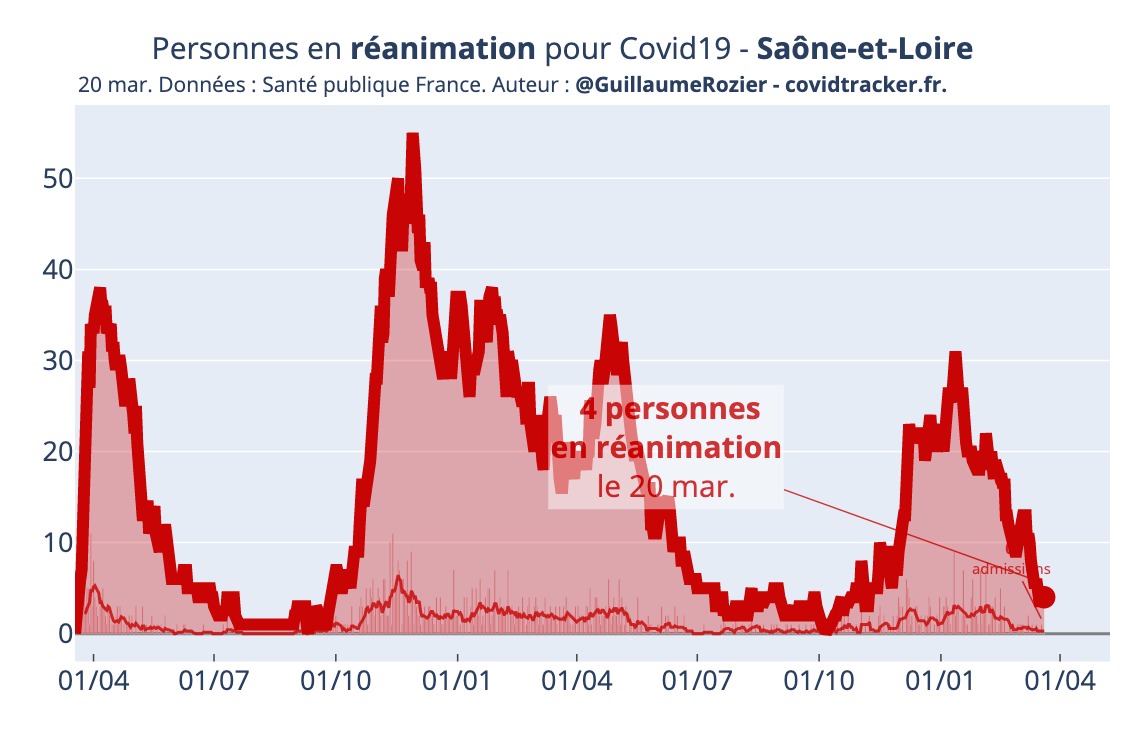 Personnes en réanimation pour Covid19 - Saône-et-Loire
20 mar. Données : Santé publique France. Auteur : @GuillaumeRozier - covidtracker.fr.
50
40
30
20
10
0
4 personnes
en réanimation
le 20 mar.
admissions
01/04 01/07 01/10 01/01 01/04 01/07 01/10 01/01 01/04